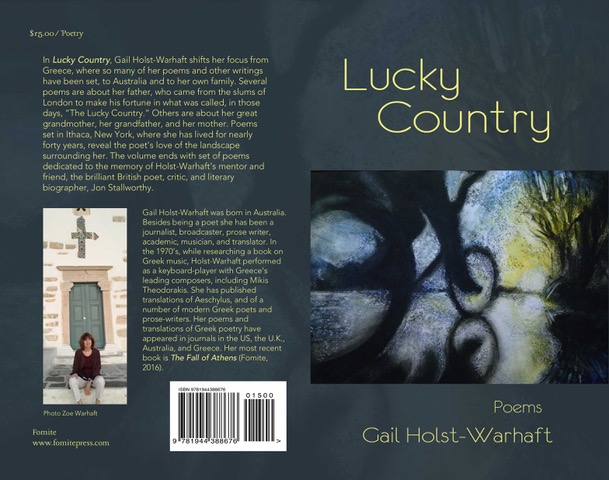 $15.00/ Poetry
In Lucky Country, Gail Holst-Warhaft shifts her focus from
Greece, where so many of her poems and other writings
have been set, to Australia and to her own family. Several
poems are about her father, who came from the slums of
London to make his fortune in what was called, in those
days, "The Lucky Country." Others are about her great
grandmother, her grandfather, and her mother. Poems
set in Ithaca, New York, where she has lived for nearly
forty years, reveal the poet's love of the landscape
surrounding her. The volume ends with set of poems
dedicated to the memory of Holst-Warhaft's mentor and
friend, the brilliant British poet, critic, and literary
biographer, Jon Stallworthy.
Gail Holst-Warhaft was born in Australia.
Besides being a poet she has been a
journalist, broadcaster, prose writer,
academic, musician, and translator. In
the 1970's, while researching a book on
Greek music, Holst-Warhaft performed
as a keyboard-player with Greece's
leading composers, including Mikis
Theodorakis. She has published
translations of Aeschylus, and of a
number of modern Greek poets and
prose-writers. Her poems and
translations of Greek poetry have
appeared in journals in the US, the U.K.,
Australia, and Greece. Her most recent
book is The Fall of Athens (Fomite,
2016).
Photo Zoe Warhaft
Fomite
www.fomitepress.com
ISBN 9781944388676
01500
9 781944 388676 >
Lucky
Country
Poems
Gail Holst-Warhaft